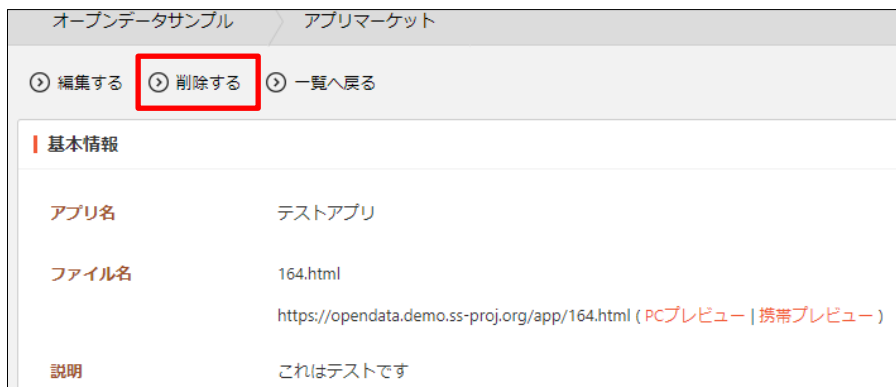 オープンデータサンプル アプリマーケット
編集する 削除する 一覧へ戻る
基本情報
アプリ名 テストアプリ
ファイル名 164.html
https://opendata.demo.ss-proj.org/app/164.html ( PCプレビュー | 携帯プレビュー )
説明 これはテストです